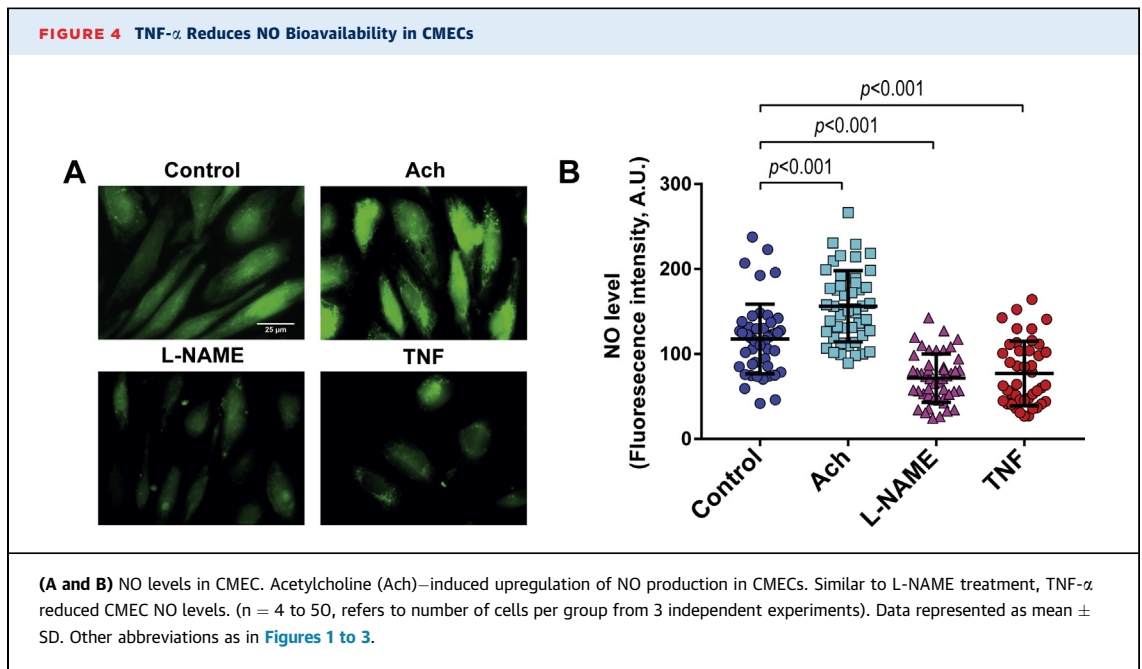 FIGURE 4 TNF-α Reduces NO Bioavailability in CMECs
A
Control
Ach
25 μm
L-NAME
TNF
B
p<0.001
p<0.001
p<0.001
NO level
(Fluoresecence intensity, A.U.)
300
200
100
0
Control
Ach
L-NAME
TNF
(A and B) NO levels in CMEC. Acetylcholine (Ach)–induced upregulation of NO production in CMECs. Similar to L-NAME treatment, TNF-α
reduced CMEC NO levels. (n = 4 to 50, refers to number of cells per group from 3 independent experiments). Data represented as mean ±
SD. Other abbreviations as in Figures 1 to 3.